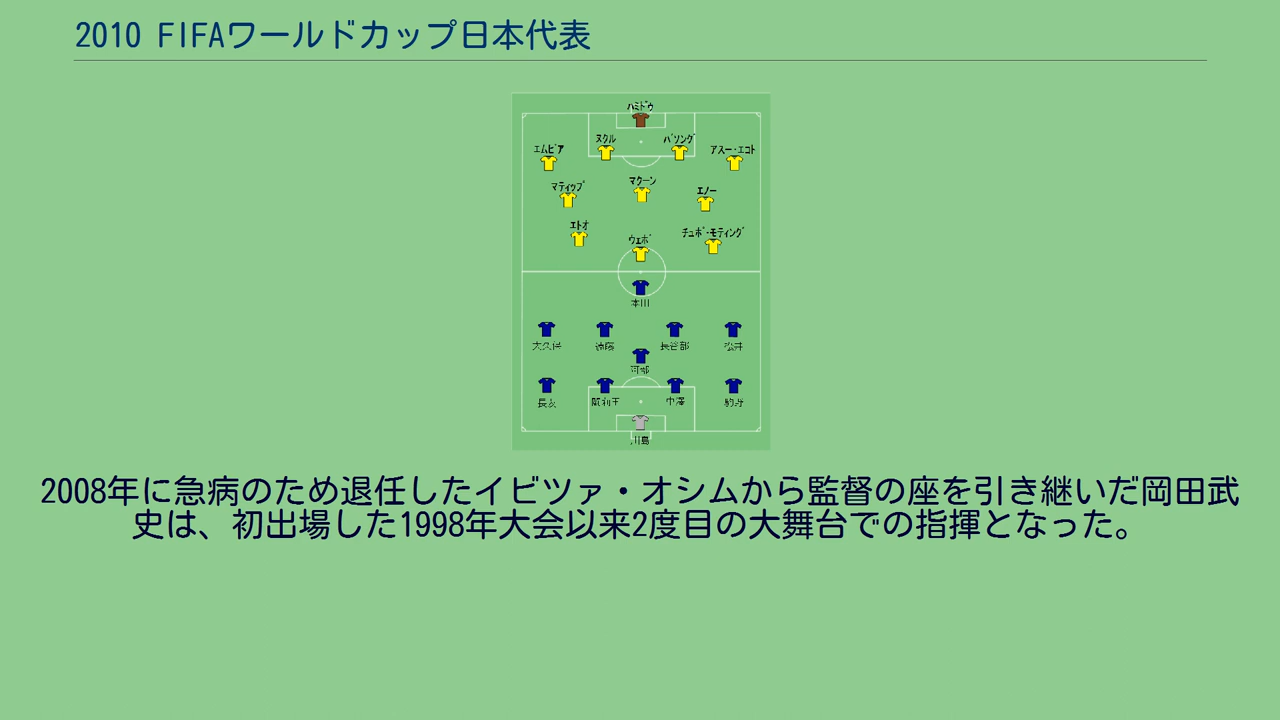 2010 FIFAワールドカップ日本代表
ハミドゥ
エムビア ヌクル バソング アスー・エコト
マティップ マクーン エノー
エトオ ウェボ チュポ・モティング
本田
大久保 遠藤 長谷部 松井
阿部
長友 闘莉王 中澤 駒野
川島
2008年に急病のため退任したイビツァ・オシムから監督の座を引き継いだ岡田武
史は、初出場した1998年大会以来2度目の大舞台での指揮となった。